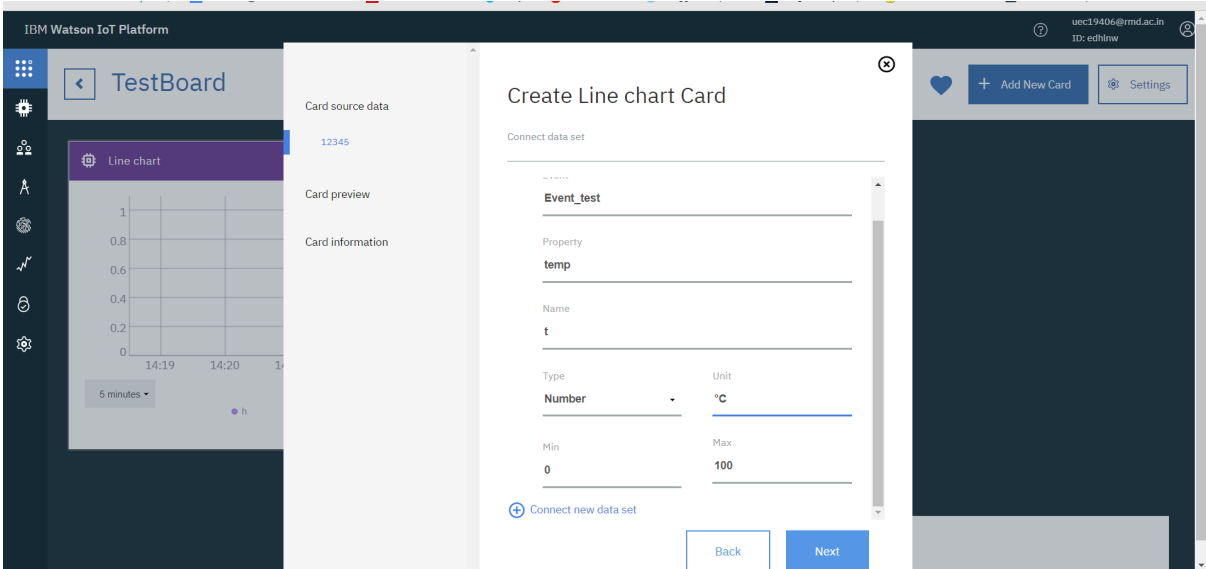 IBM Watson IoT Platform
uec19406@rmd.ac.in
ID: edhlnw
TestBoard
Add New Card
Settings
Line chart
1
0.8
0.6
0.4
0.2
0
14:19 14:20
5 minutes
h
Card source data
12345
Card preview
Card information
Create Line chart Card
Connect data set
Event_test
Property
temp
Name
t
Type Unit
Number °C
Min Max
0 100
Connect new data set
Back Next